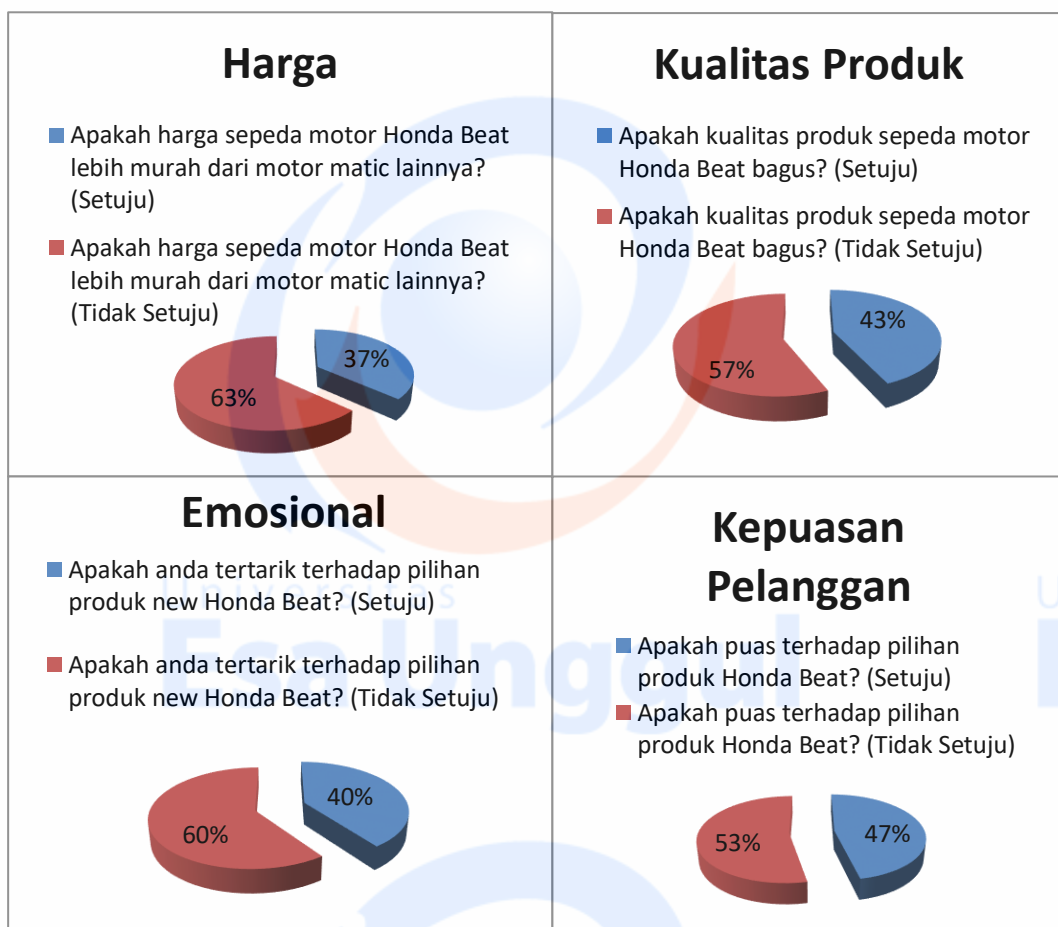 Harga
Apakah harga sepeda motor Honda Beat
lebih murah dari motor matic lainnya?
(Setuju)
Apakah harga sepeda motor Honda Beat
lebih murah dari motor matic lainnya?
(Tidak Setuju)
37%
63%
Kualitas Produk
Apakah kualitas produk sepeda motor
Honda Beat bagus? (Setuju)
Apakah kualitas produk sepeda motor
Honda Beat bagus? (Tidak Setuju)
43%
57%
Emosional
Apakah anda tertarik terhadap pilihan
produk new Honda Beat? (Setuju)
Apakah anda tertarik terhadap pilihan
produk new Honda Beat? (Tidak Setuju)
40%
60%
Kepuasan
Pelanggan
Apakah puas terhadap pilihan
produk Honda Beat? (Setuju)
Apakah puas terhadap pilihan
produk Honda Beat? (Tidak Setuju)
47%
53%
Universitas
Esa Unggul